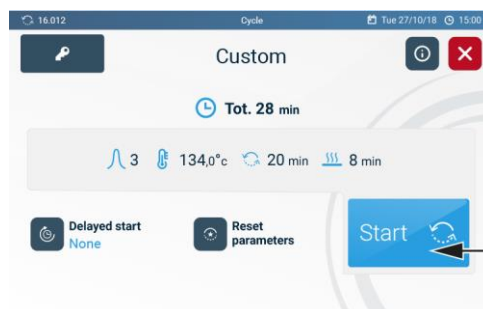 16.012 Cycle Tue 27/10/18 15:00
Custom
Tot. 28 min
3 134,0°c 20 min 8 min
Delayed start
None
Reset
parameters
Start